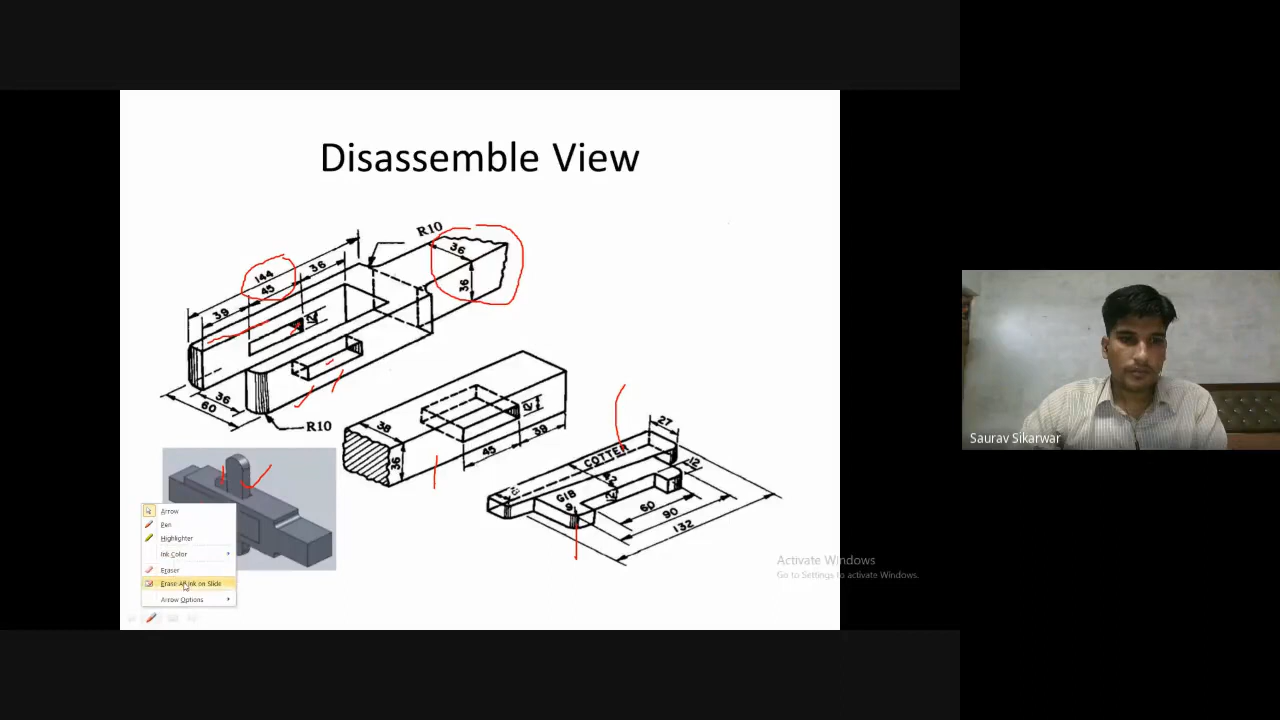 Disassemble View
R10
36
36
144
36
45
39
12
36
60
R10
38
36
12
39
45
27
COTTER
12
GIB
60
90
132
Arrow
Pen
Highlighter
Ink Color
Eraser
Erase All Ink on Slide
Arrow Options
Activate Windows
Go to Settings to activate Windows.
Saurav Sikarwar